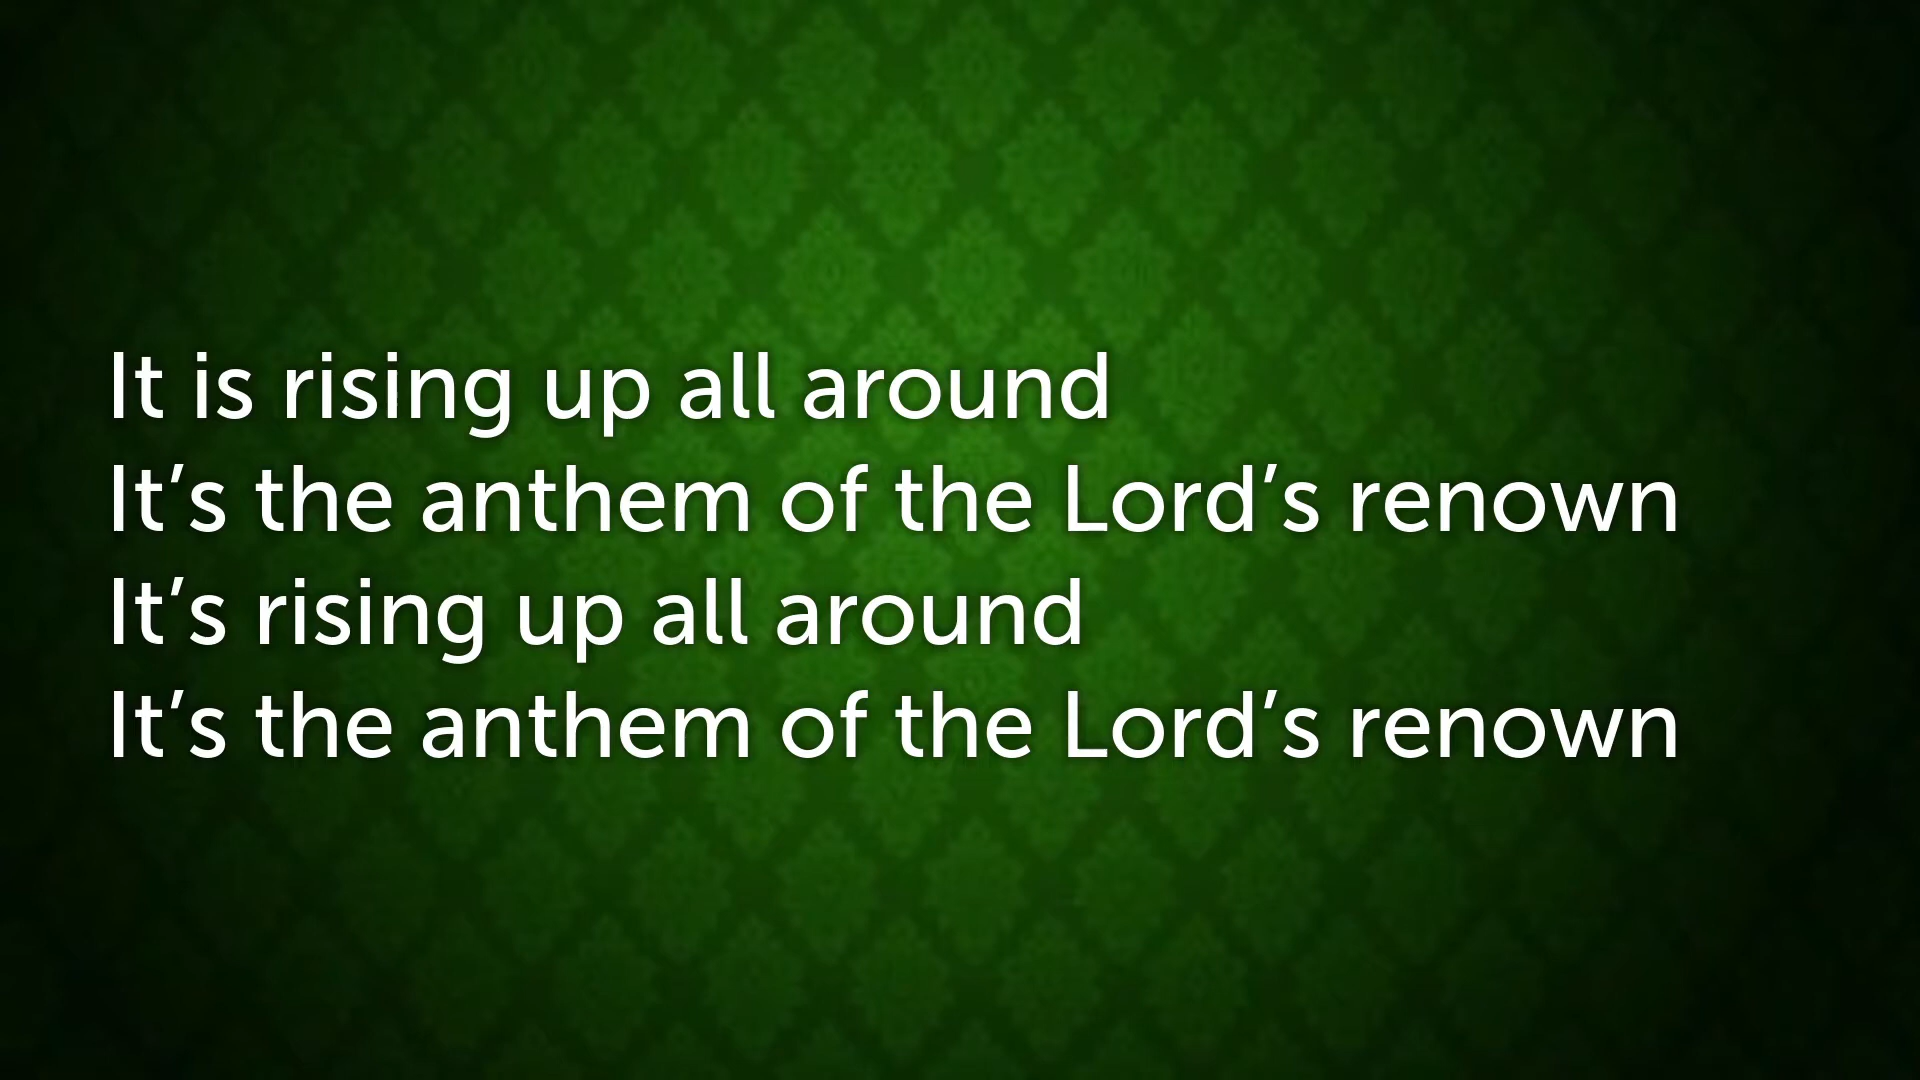 It is rising up all around
It’s the anthem of the Lord’s renown
It’s rising up all around
It’s the anthem of the Lord’s renown